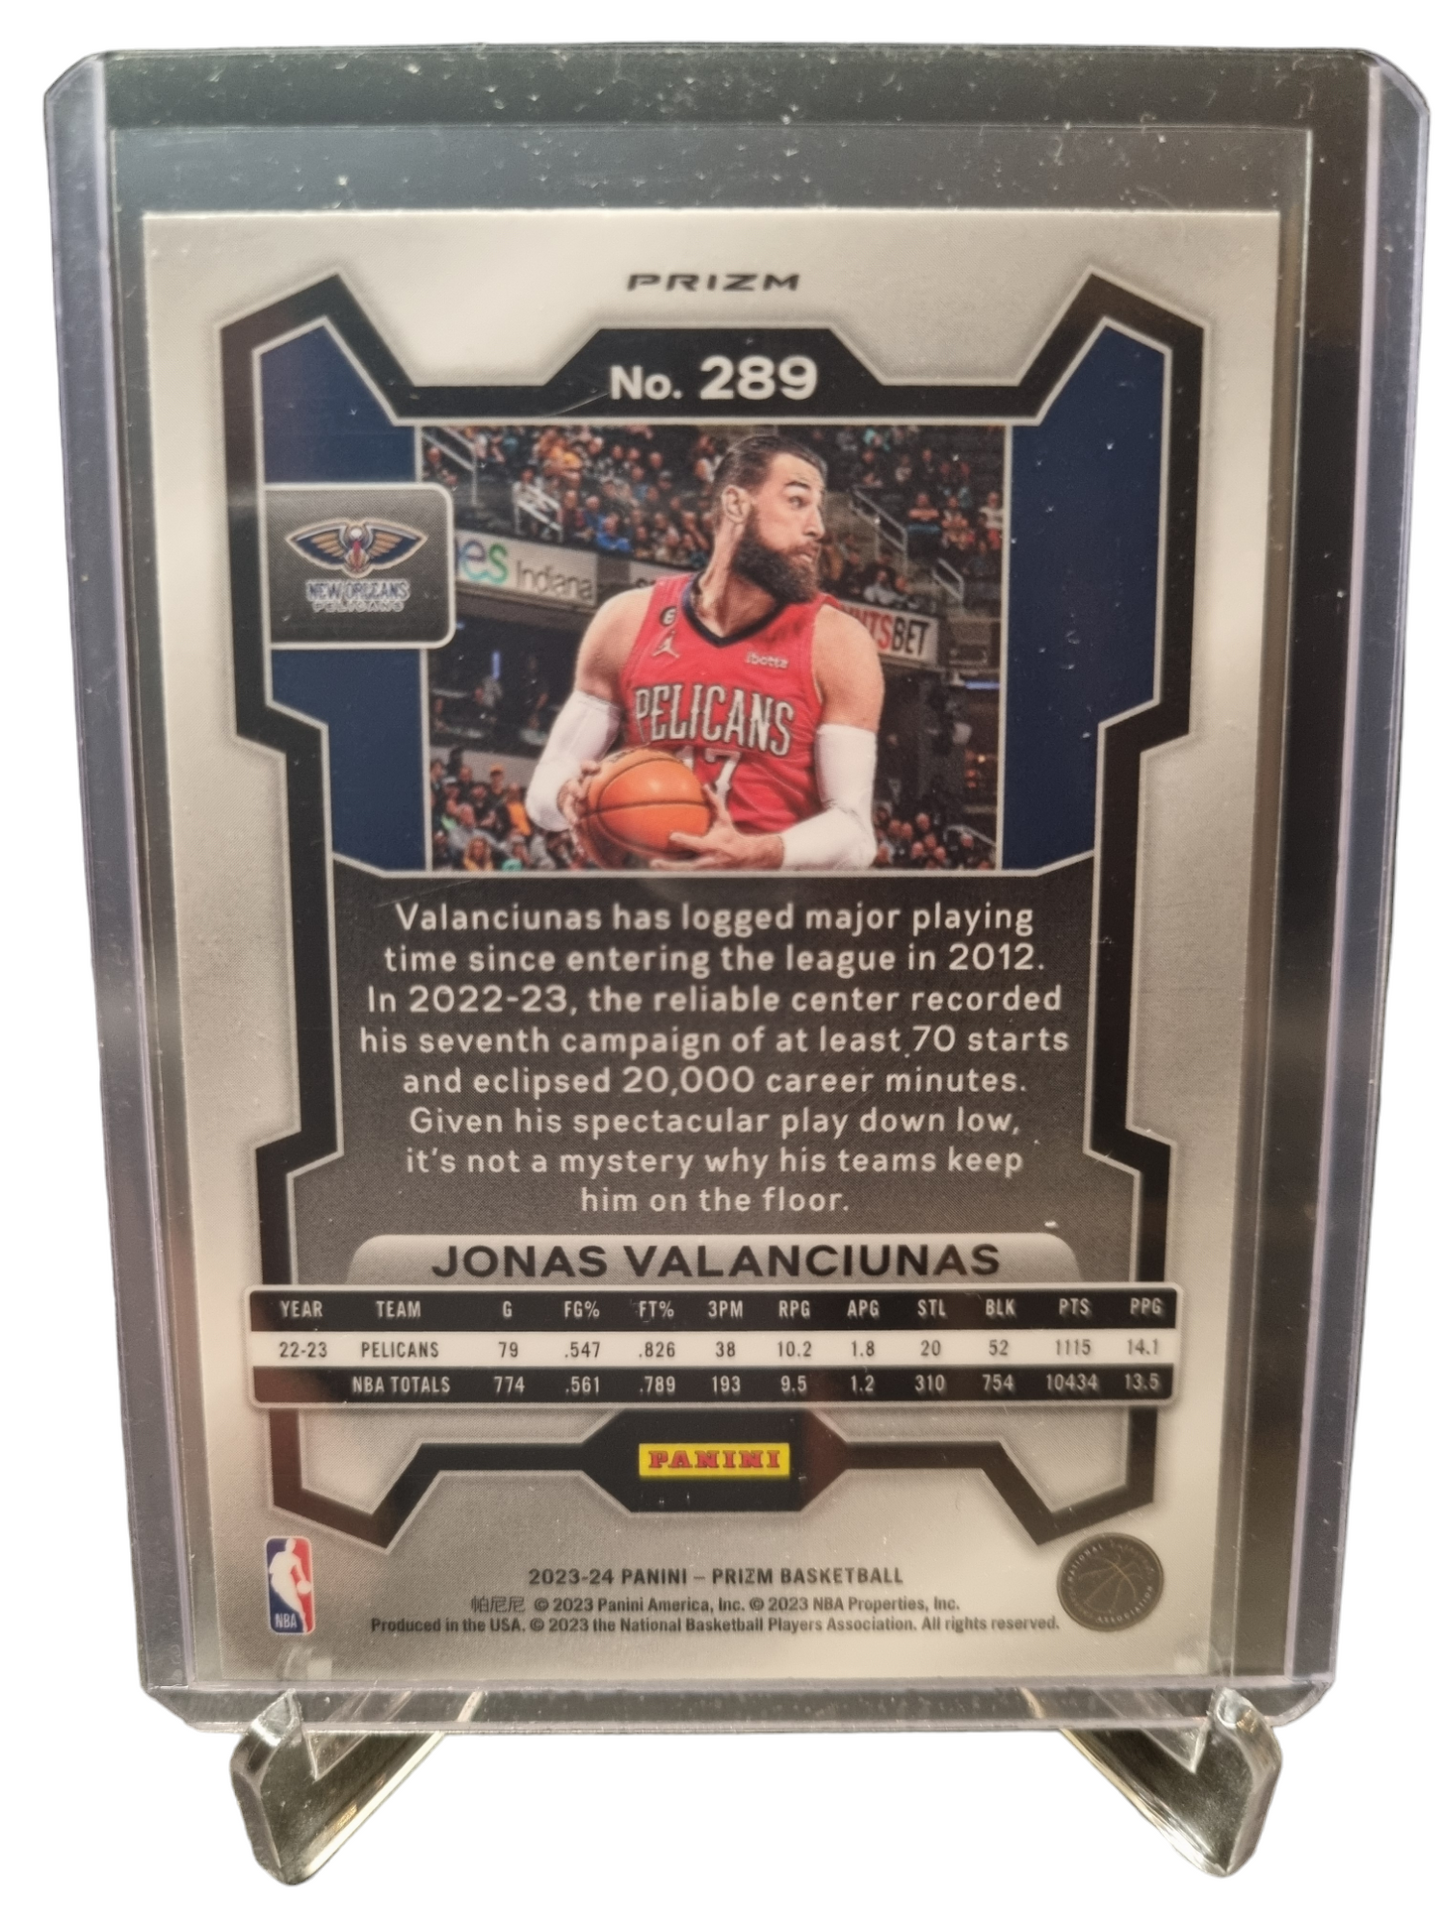 PRIZM
No. 289
NEW ORLEANS
PELICANS
es Indiana
NTSBET
6
ibotta
PELICANS
17
Valanciunas has logged major playing
time since entering the league in 2012.
In 2022-23, the reliable center recorded
his seventh campaign of at least 70 starts
and eclipsed 20,000 career minutes.
Given his spectacular play down low,
it's not a mystery why his teams keep
him on the floor.
JONAS VALANCIUNAS
YEAR TEAM G FG% FT% 3PM RPG APG STL BLK PTS PPG
22-23 PELICANS 79 .547 .826 38 10.2 1.8 20 52 1115 14.1
NBA TOTALS 774 .561 .789 193 9.5 1.2 310 754 10434 13.5
PANINI
NBA
2023-24 PANINI – PRIZM BASKETBALL
帕尼尼 © 2023 Panini America, Inc. © 2023 NBA Properties, Inc.
Produced in the USA. © 2023 the National Basketball Players Association. All rights reserved.